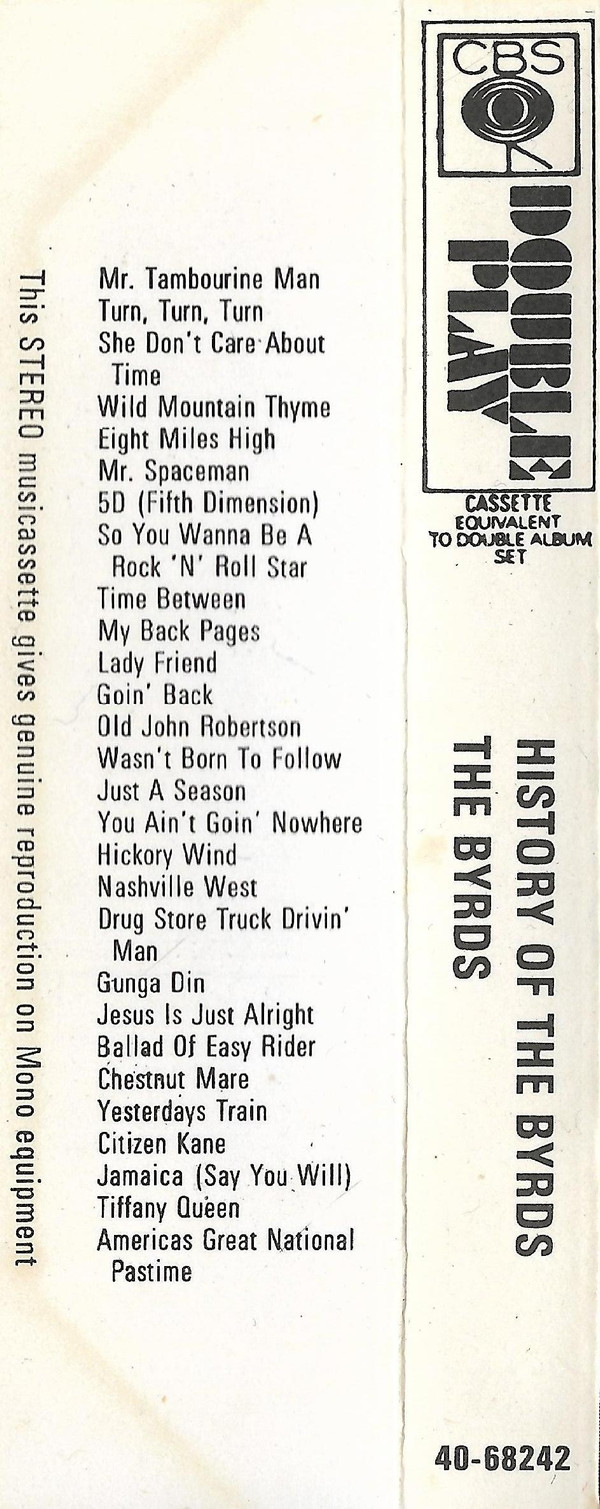 This STEREO musicassette gives genuine reproduction on Mono equipment
Mr. Tambourine Man
Turn, Turn, Turn
She Don't Care About
Time
Wild Mountain Thyme
Eight Miles High
Mr. Spaceman
5D (Fifth Dimension)
So You Wanna Be A
Rock 'N' Roll Star
Time Between
My Back Pages
Lady Friend
Goin' Back
Old John Robertson
Wasn't Born To Follow
Just A Season
You Ain't Goin' Nowhere
Hickory Wind
Nashville West
Drug Store Truck Drivin'
Man
Gunga Din
Jesus Is Just Alright
Ballad Of Easy Rider
Chestnut Mare
Yesterdays Train
Citizen Kane
Jamaica (Say You Will)
Tiffany Queen
Americas Great National
Pastime
CBS
DOUBLE
PLAY
CASSETTE
EQUIVALENT
TO DOUBLE ALBUM
SET
HISTORY OF THE BYRDS
THE BYRDS
40-68242